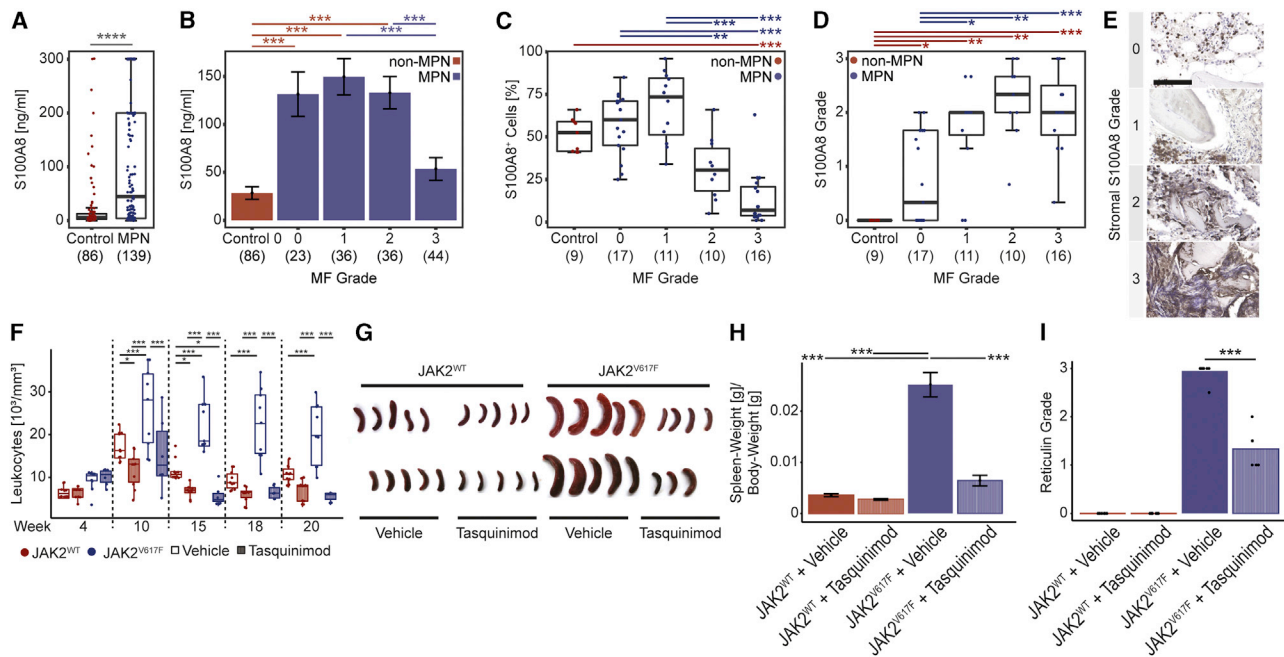 A
****
S100A8 [ng/ml]
300
200
100
0
Control MPN
(86) (139)
B
*** ***
*** ***
***
non-MPN
MPN
S100A8 [ng/ml]
150
100
50
0
Control 0 0 1 2 3
(86) (23) (36) (36) (44)
MF Grade
C
***
***
***
**
***
non-MPN
MPN
S100A8+ Cells [%]
100
75
50
25
0
Control 0 1 2 3
(9) (17) (11) (10) (16)
MF Grade
D
***
**
*
***
**
**
*
non-MPN
MPN
S100A8 Grade
3
2
1
0
Control 0 1 2 3
(9) (17) (11) (10) (16)
MF Grade
E
Stromal S100A8 Grade
0
1
2
3
F
*** *** *** *** *** *** *** ***
*** * *** * *** ***
*
Leukocytes [10³/mm³]
30
20
10
Week 4 10 15 18 20
JAK2WT JAK2V617F Vehicle Tasquinimod
G
JAK2WT JAK2V617F
Vehicle Tasquinimod Vehicle Tasquinimod
H
*** *** ***
Spleen-Weight [g]/
Body-Weight [g]
0.02
0.01
0
JAK2WT + Vehicle
JAK2WT + Tasquinimod
JAK2V617F + Vehicle
JAK2V617F + Tasquinimod
I
***
Reticulin Grade
3
2
1
0
JAK2WT + Vehicle
JAK2WT + Tasquinimod
JAK2V617F + Vehicle
JAK2V617F + Tasquinimod